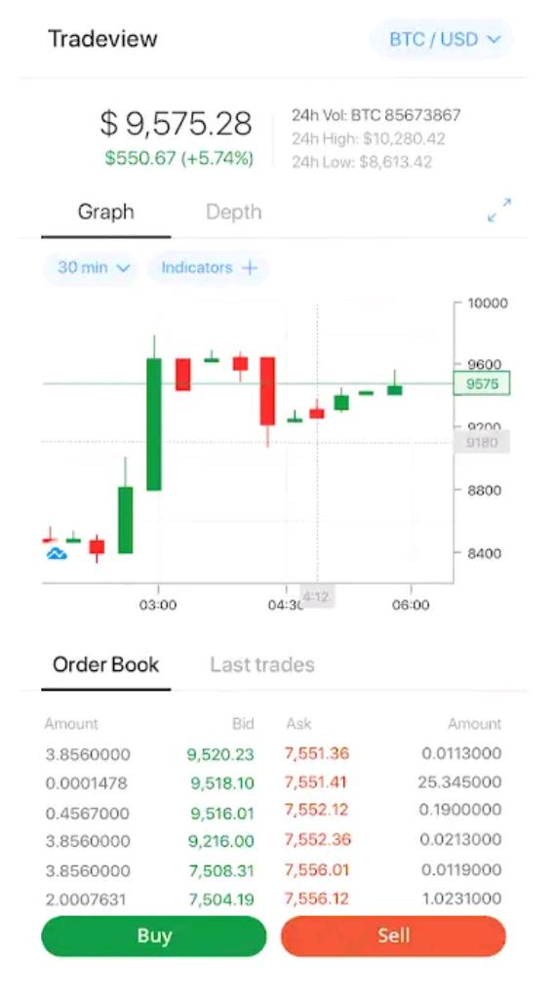 Tradeview
BTC / USD
$ 9,575.28
$550.67 (+5.74%)
24h Vol: BTC 85673867
24h High: $10,280.42
24h Low: $8,613.42
Graph Depth
30 min Indicators +
10000
9600
9575
9200
9180
8800
8400
03:00 04:30 4:12 06:00
Order Book Last trades
Amount Bid Ask Amount
3.8560000 9,520.23 7,551.36 0.0113000
0.0001478 9,518.10 7,551.41 25.345000
0.4567000 9,516.01 7,552.12 0.1900000
3.8560000 9,216.00 7,552.36 0.0213000
3.8560000 7,508.31 7,556.01 0.0119000
2.0007631 7,504.19 7,556.12 1.0231000
Buy Sell